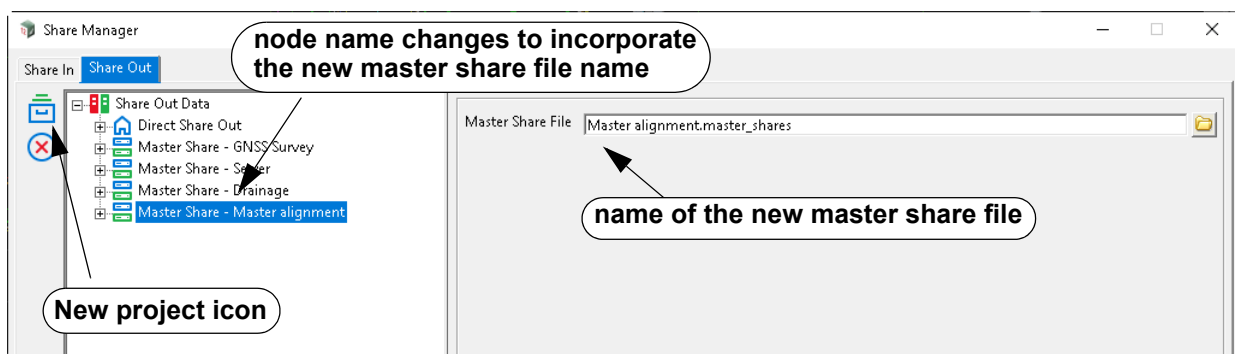 Share Manager
node name changes to incorporate
the new master share file name
Share In Share Out
Share Out Data
Direct Share Out
Master Share - GNSS Survey
Master Share - Sewer
Master Share - Drainage
Master Share - Master alignment
Master Share File Master alignment.master_shares
name of the new master share file
New project icon